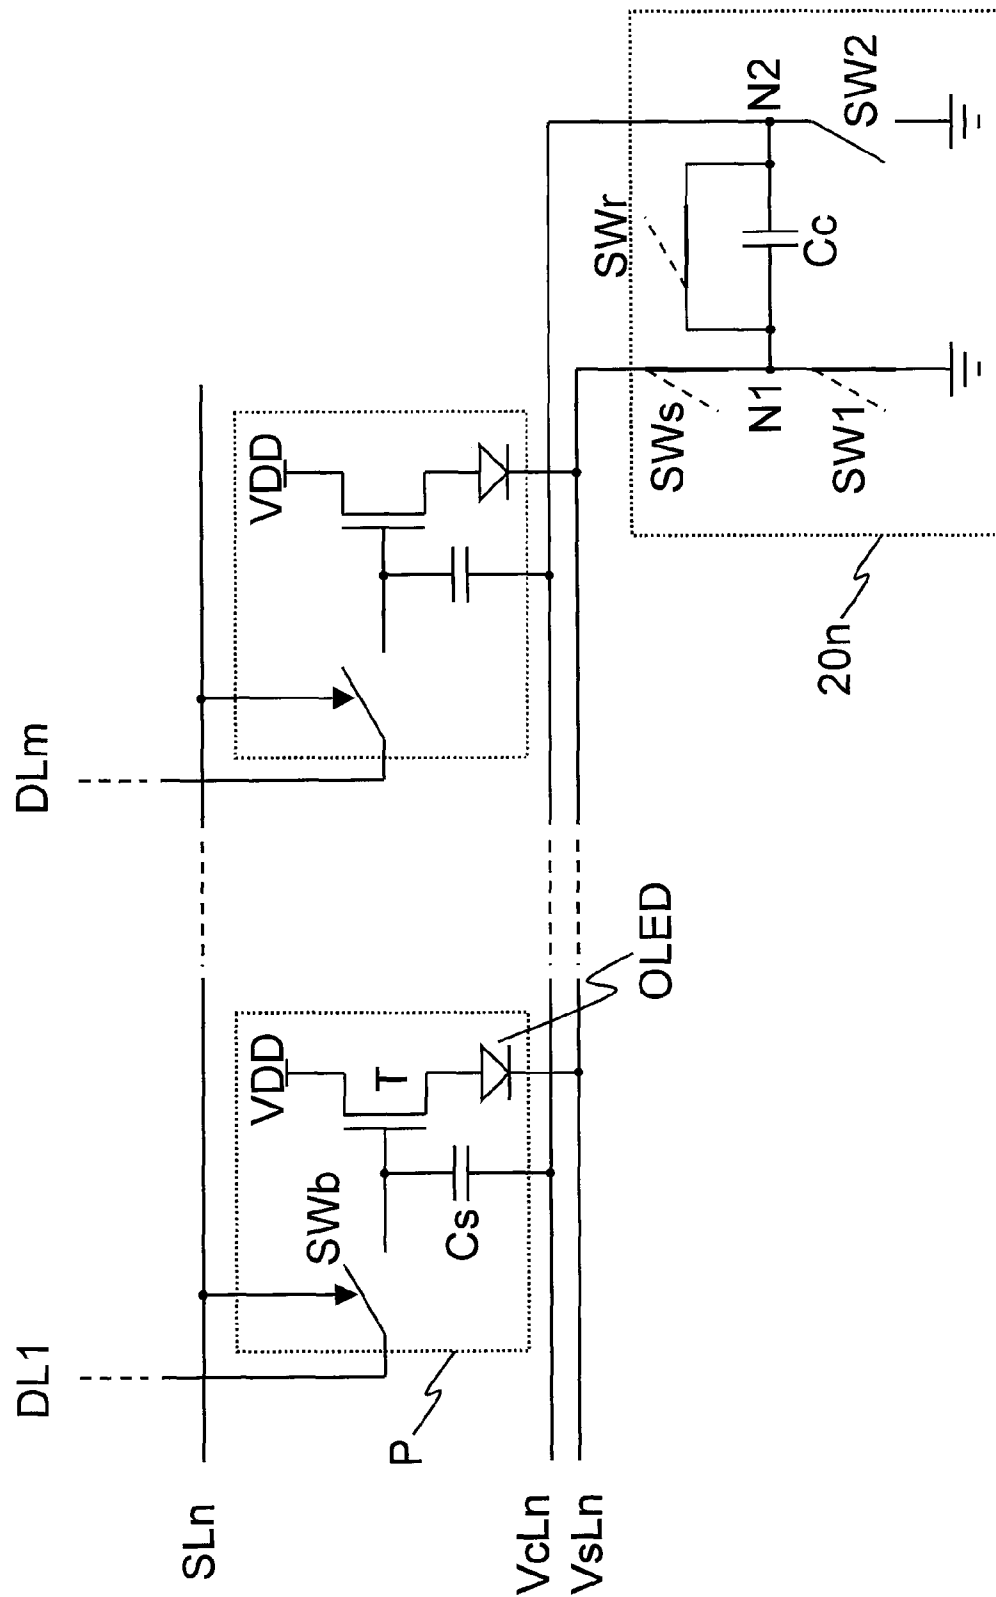 DL1
DLm
SLn
VDD
VDD
SWb
T
Cs
P
OLED
VcLn
VsLn
SWr
SWs
N1
N2
Cc
SW1
SW2
20n